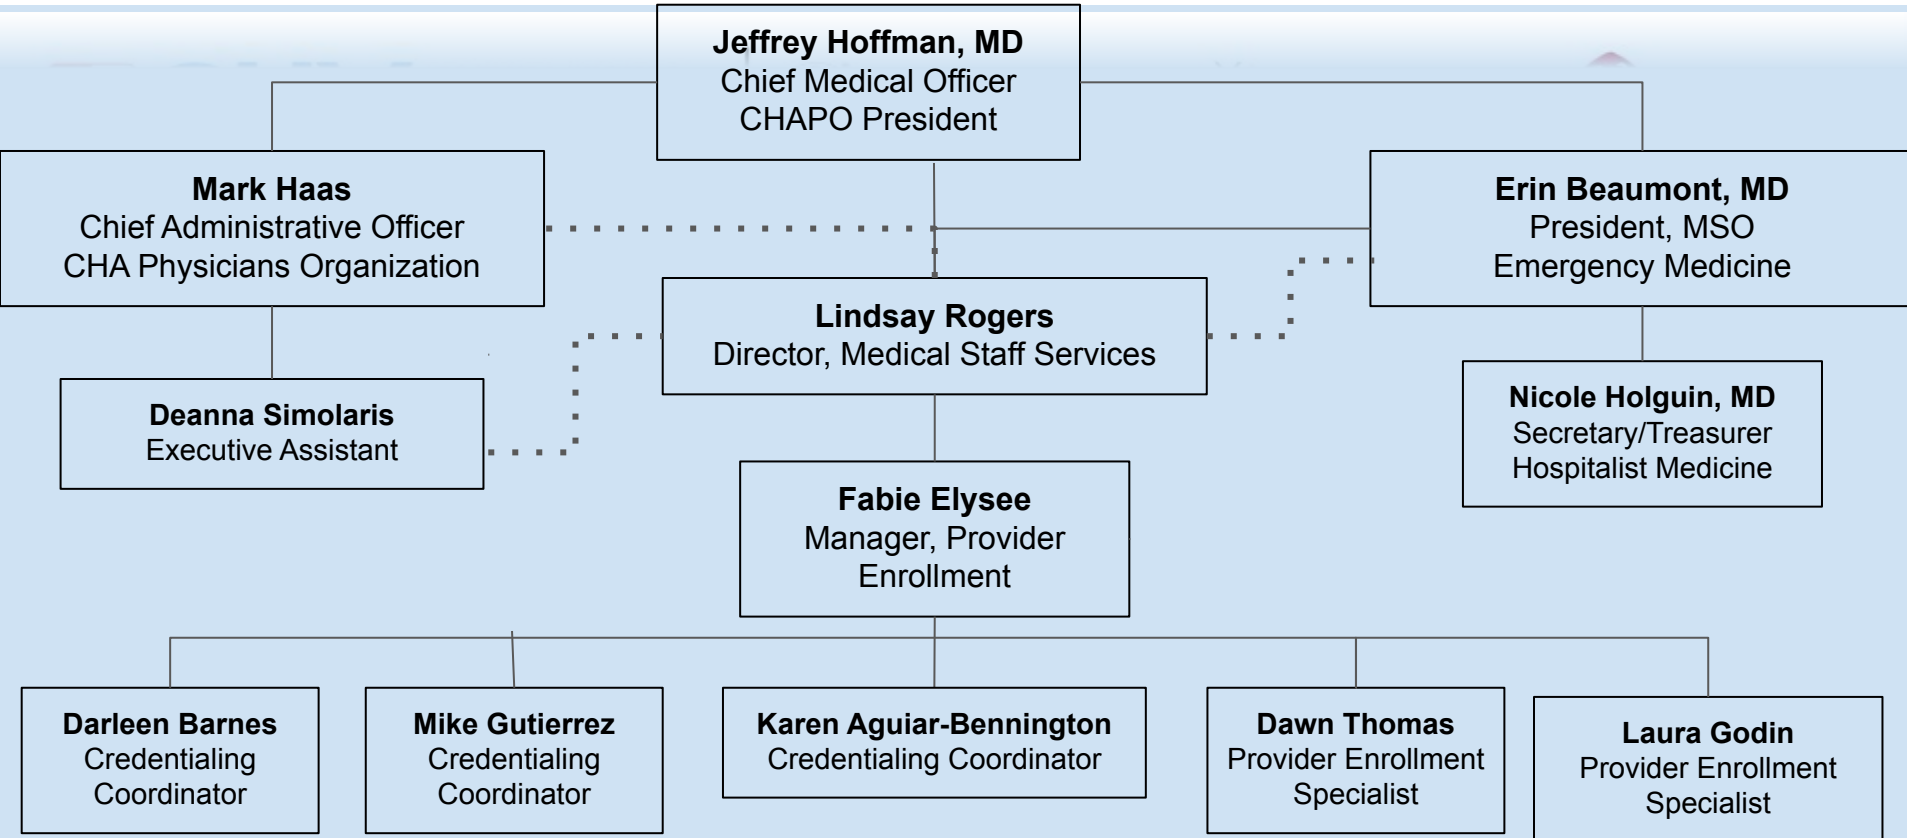 Jeffrey Hoffman, MD
Chief Medical Officer
CHAPO President
Mark Haas
Chief Administrative Officer
CHA Physicians Organization
Erin Beaumont, MD
President, MSO
Emergency Medicine
Lindsay Rogers
Director, Medical Staff Services
Deanna Simolaris
Executive Assistant
Nicole Holguin, MD
Secretary/Treasurer
Hospitalist Medicine
Fabie Elysee
Manager, Provider
Enrollment
Darleen Barnes
Credentialing
Coordinator
Mike Gutierrez
Credentialing
Coordinator
Karen Aguiar-Bennington
Credentialing Coordinator
Dawn Thomas
Provider Enrollment
Specialist
Laura Godin
Provider Enrollment
Specialist